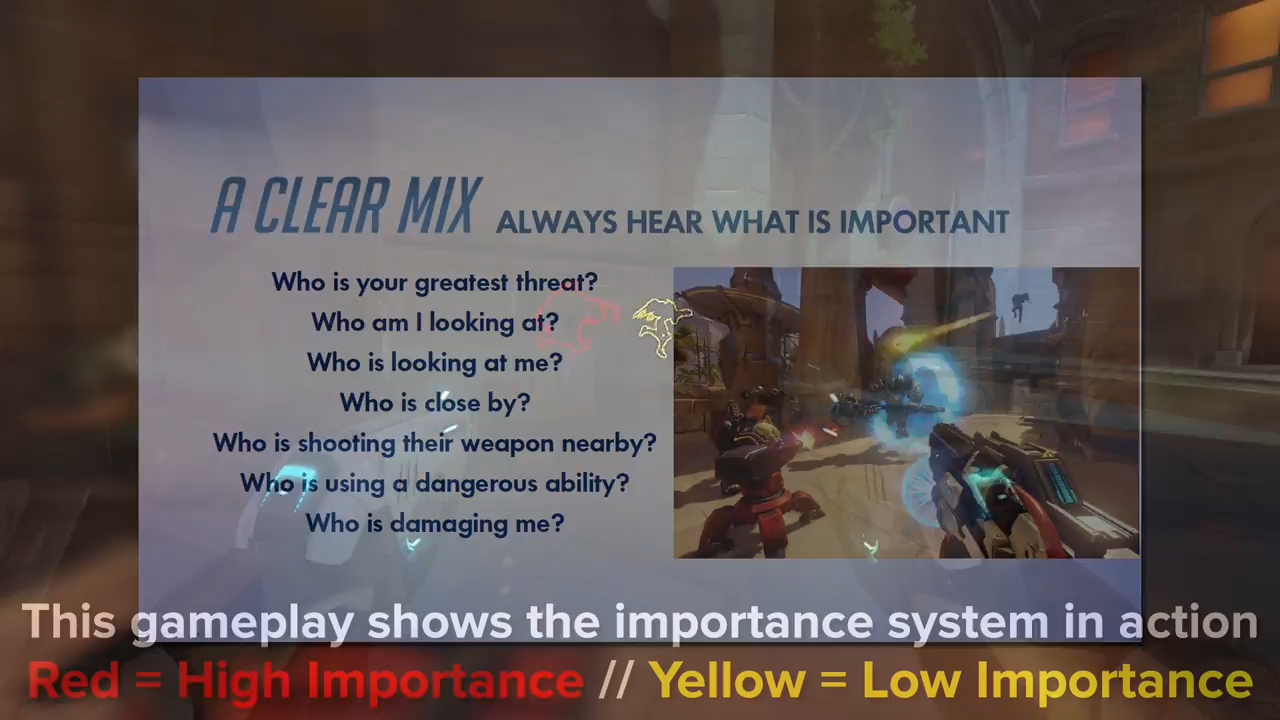 A CLEAR MIX ALWAYS HEAR WHAT IS IMPORTANT
Who is your greatest threat?
Who am I looking at?
Who is looking at me?
Who is close by?
Who is shooting their weapon nearby?
Who is using a dangerous ability?
Who is damaging me?
This gameplay shows the importance system in action
Red = High Importance // Yellow = Low Importance